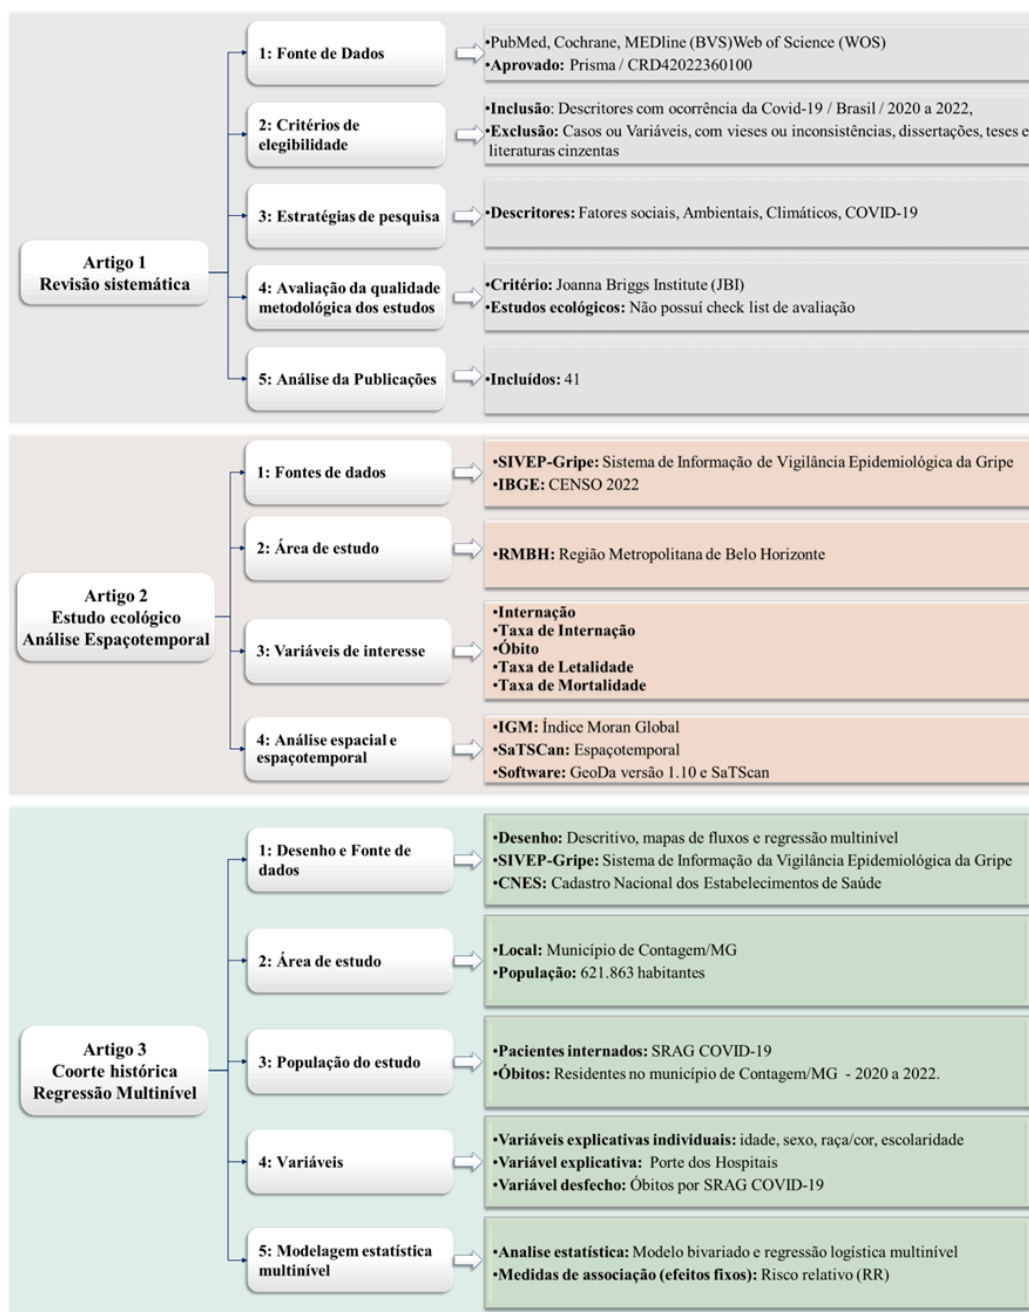 Artigo 1
Revisão sistemática
1: Fonte de Dados
•PubMed, Cochrane, MEDline (BVS)Web of Science (WOS)
•Aprovado: Prisma / CRD42022360100
2: Critérios de
elegibilidade
•Inclusão: Descritores com ocorrência da Covid-19 / Brasil / 2020 a 2022,
•Exclusão: Casos ou Variáveis, com vieses ou inconsistências, dissertações, teses e
literaturas cinzentas
3: Estratégias de pesquisa
•Descritores: Fatores sociais, Ambientais, Climáticos, COVID-19
4: Avaliação da qualidade
metodológica dos estudos
•Critério: Joanna Briggs Institute (JBI)
•Estudos ecológicos: Não possuí check list de avaliação
5: Análise da Publicações
•Incluídos: 41
Artigo 2
Estudo ecológico
Análise Espaçotemporal
1: Fontes de dados
•SIVEP-Gripe: Sistema de Informação de Vigilância Epidemiológica da Gripe
•IBGE: CENSO 2022
2: Área de estudo
•RMBH: Região Metropolitana de Belo Horizonte
3: Variáveis de interesse
•Internação
•Taxa de Internação
•Óbito
•Taxa de Letalidade
•Taxa de Mortalidade
4: Análise espacial e
espaçotemporal
•IGM: Índice Moran Global
•SaTSCan: Espaçotemporal
•Software: GeoDa versão 1.10 e SaTScan
Artigo 3
Coorte histórica
Regressão Multinível
1: Desenho e Fonte de
dados
•Desenho: Descritivo, mapas de fluxos e regressão multinível
•SIVEP-Gripe: Sistema de Informação da Vigilância Epidemiológica da Gripe
•CNES: Cadastro Nacional dos Estabelecimentos de Saúde
2: Área de estudo
•Local: Município de Contagem/MG
•População: 621.863 habitantes
3: População do estudo
•Pacientes internados: SRAG COVID-19
•Óbitos: Residentes no município de Contagem/MG - 2020 a 2022.
4: Variáveis
•Variáveis explicativas individuais: idade, sexo, raça/cor, escolaridade
•Variável explicativa: Porte dos Hospitais
•Variável desfecho: Óbitos por SRAG COVID-19
5: Modelagem estatística
multinível
•Analise estatística: Modelo bivariado e regressão logística multinível
•Medidas de associação (efeitos fixos): Risco relativo (RR)